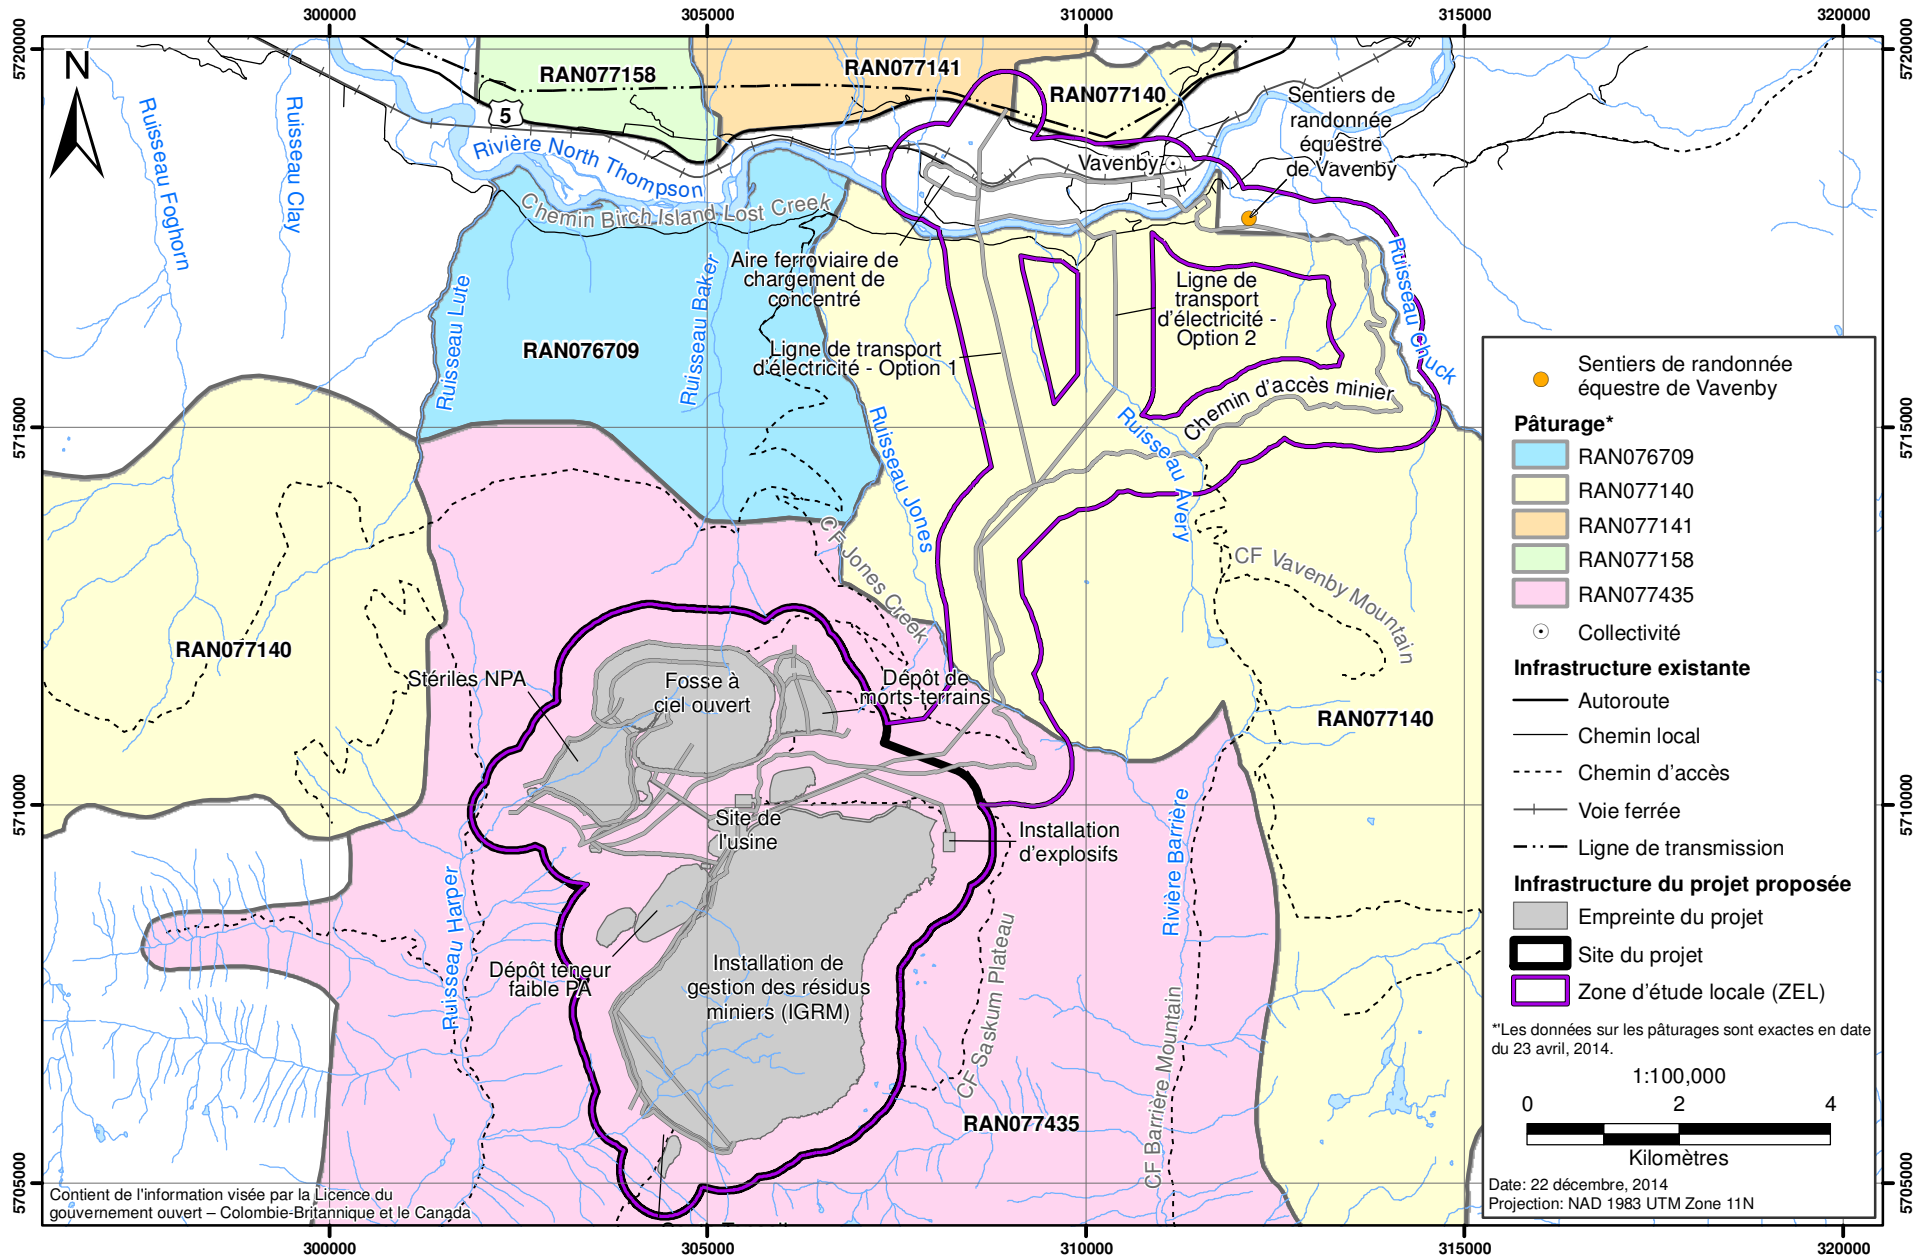 300000
305000
310000
315000
320000
5720000
5720000
N
RAN077158
RAN077141
RAN077140
5
Sentiers de
randonnée
équestre
de Vavenby
Vavenby
Ruisseau Foghorn
Ruisseau Clay
Rivière North Thompson
Chemin Birch Island Lost Creek
Aire ferroviaire de
chargement de
concentré
Ligne de
transport
d'électricité -
Option 2
Ruisseau Lute
Ruisseau Baker
RAN076709
Ligne de transport
d'électricité - Option 1
Ruisseau Chuck
Chemin d'accès minier
5715000
5715000
Ruisseau Jones
Ruisseau Avery
CF Jones Creek
CF Vavenby Mountain
RAN077140
Stériles NPA
Fosse à
ciel ouvert
Dépôt de
morts-terrains
RAN077140
5710000
5710000
Site de
l'usine
Installation
d'explosifs
Ruisseau Harper
Rivière Barrière
Dépôt teneur
faible PA
Installation de
gestion des résidus
miniers (IGRM)
CF Saskum Plateau
CF Barrière Mountain
RAN077435
5705000
5705000
Contient de l'information visée par la Licence du
gouvernement ouvert – Colombie-Britannique et le Canada
Sentiers de randonnée
équestre de Vavenby
Pâturage*
RAN076709
RAN077140
RAN077141
RAN077158
RAN077435
Collectivité
Infrastructure existante
Autoroute
Chemin local
Chemin d'accès
Voie ferrée
Ligne de transmission
Infrastructure du projet proposée
Empreinte du projet
Site du projet
Zone d'étude locale (ZEL)
*'Les données sur les pâturages sont exactes en date
du 23 avril, 2014.
1:100,000
0 2 4
Kilomètres
Date: 22 décembre, 2014
Projection: NAD 1983 UTM Zone 11N
300000
305000
310000
315000
320000